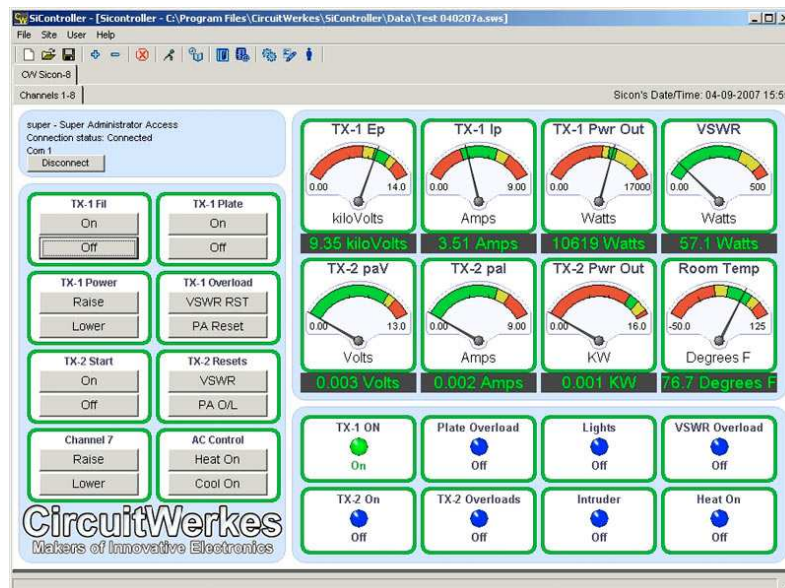 SiController - [Sicontroller - C:\Program Files\CircuitWerkes\SiController\Data\Test 040207a.sws]
File Site User Help
CW Sicon-8
Channels 1-8
Sicon's Date/Time: 04-09-2007 15:5
super - Super Administrator Access
Connection status: Connected
Com 1
Disconnect
TX-1 Fil
On
Off
TX-1 Plate
On
Off
TX-1 Power
Raise
Lower
TX-1 Overload
VSWR RST
PA Reset
TX-2 Start
On
Off
TX-2 Resets
VSWR
PA O/L
Channel 7
Raise
Lower
AC Control
Heat On
Cool On
CircuitWerkes
Makers of Innovative Electronics
TX-1 Ep
0.00 14.0
kiloVolts
9.35 kiloVolts
TX-1 Ip
0.00 9.00
Amps
3.51 Amps
TX-1 Pwr Out
0.00 17000
Watts
10619 Watts
VSWR
0.00 500
Watts
57.1 Watts
TX-2 paV
0.00 13.0
Volts
0.003 Volts
TX-2 paI
0.00 9.00
Amps
0.002 Amps
TX-2 Pwr Out
0.00 16.0
KW
0.001 KW
Room Temp
-50.0 125
Degrees F
76.7 Degrees F
TX-1 ON
On
Plate Overload
Off
Lights
Off
VSWR Overload
Off
TX-2 On
Off
TX-2 Overloads
Off
Intruder
Off
Heat On
Off